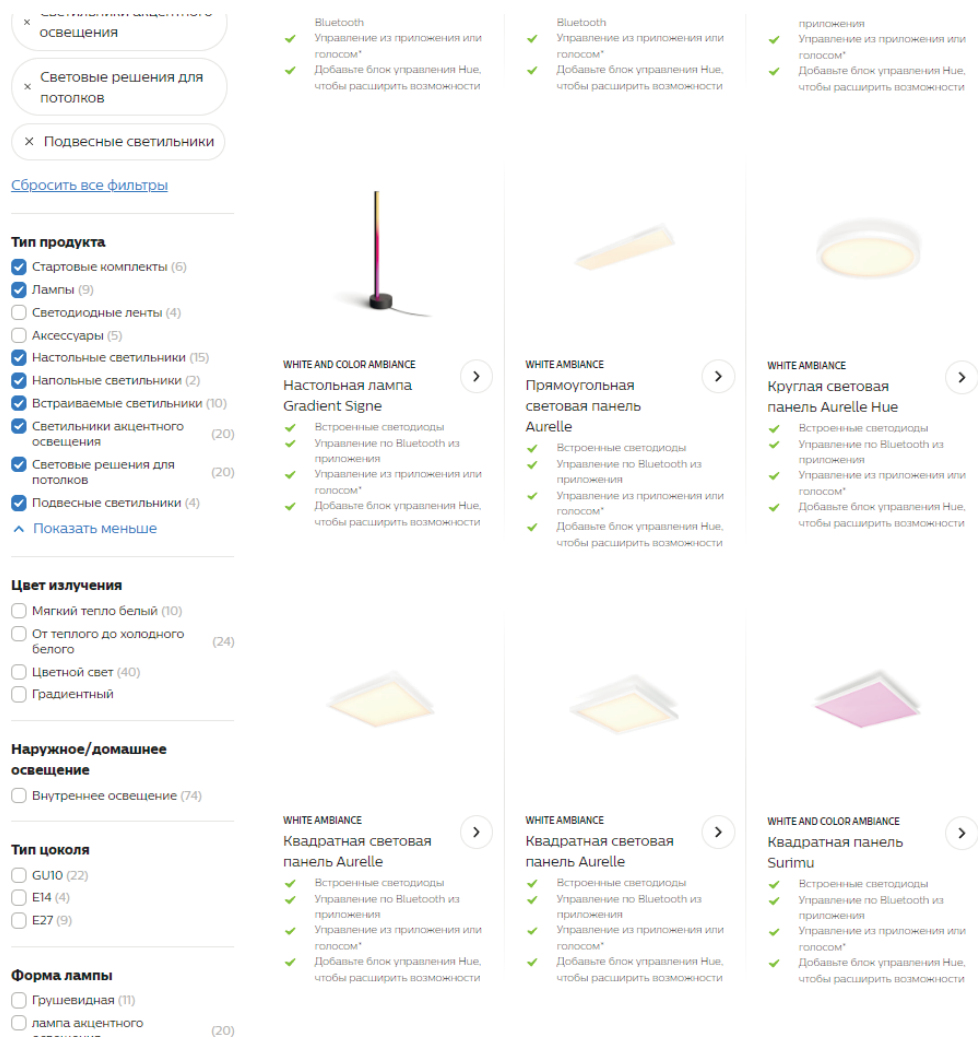 освещения
Световые решения для
потолков
Подвесные светильники
Сбросить все фильтры
Тип продукта
Стартовые комплекты (6)
Лампы (9)
Светодиодные ленты (4)
Аксессуары (5)
Настольные светильники (15)
Напольные светильники (2)
Встраиваемые светильники (10)
Светильники акцентного
освещения (20)
Световые решения для
потолков (20)
Подвесные светильники (4)
Показать меньше
Цвет излучения
Мягкий тепло белый (10)
От теплого до холодного
белого (24)
Цветной свет (40)
Градиентный
Наружное/домашнее
освещение
Внутреннее освещение (74)
Тип цоколя
GU10 (22)
E14 (4)
E27 (9)
Форма лампы
Грушевидная (11)
лампа акцентного
(20)
Bluetooth
Управление из приложения или
голосом*
Добавьте блок управления Hue,
чтобы расширить возможности
Bluetooth
Управление из приложения или
голосом*
Добавьте блок управления Hue,
чтобы расширить возможности
приложения
Управление из приложения или
голосом*
Добавьте блок управления Hue,
чтобы расширить возможности
WHITE AND COLOR AMBIANCE
Настольная лампа
Gradient Signe
Встроенные светодиоды
Управление по Bluetooth из
приложения
Управление из приложения или
голосом*
Добавьте блок управления Hue,
чтобы расширить возможности
WHITE AMBIANCE
Прямоугольная
световая панель
Aurelle
Встроенные светодиоды
Управление по Bluetooth из
приложения
Управление из приложения или
голосом*
Добавьте блок управления Hue,
чтобы расширить возможности
WHITE AMBIANCE
Круглая световая
панель Aurelle Hue
Встроенные светодиоды
Управление по Bluetooth из
приложения
Управление из приложения или
голосом*
Добавьте блок управления Hue,
чтобы расширить возможности
WHITE AMBIANCE
Квадратная световая
панель Aurelle
Встроенные светодиоды
Управление по Bluetooth из
приложения
Управление из приложения или
голосом*
Добавьте блок управления Hue,
чтобы расширить возможности
WHITE AMBIANCE
Квадратная световая
панель Aurelle
Встроенные светодиоды
Управление по Bluetooth из
приложения
Управление из приложения или
голосом*
Добавьте блок управления Hue,
чтобы расширить возможности
WHITE AND COLOR AMBIANCE
Квадратная панель
Surimu
Встроенные светодиоды
Управление по Bluetooth из
приложения
Управление из приложения или
голосом*
Добавьте блок управления Hue,
чтобы расширить возможности